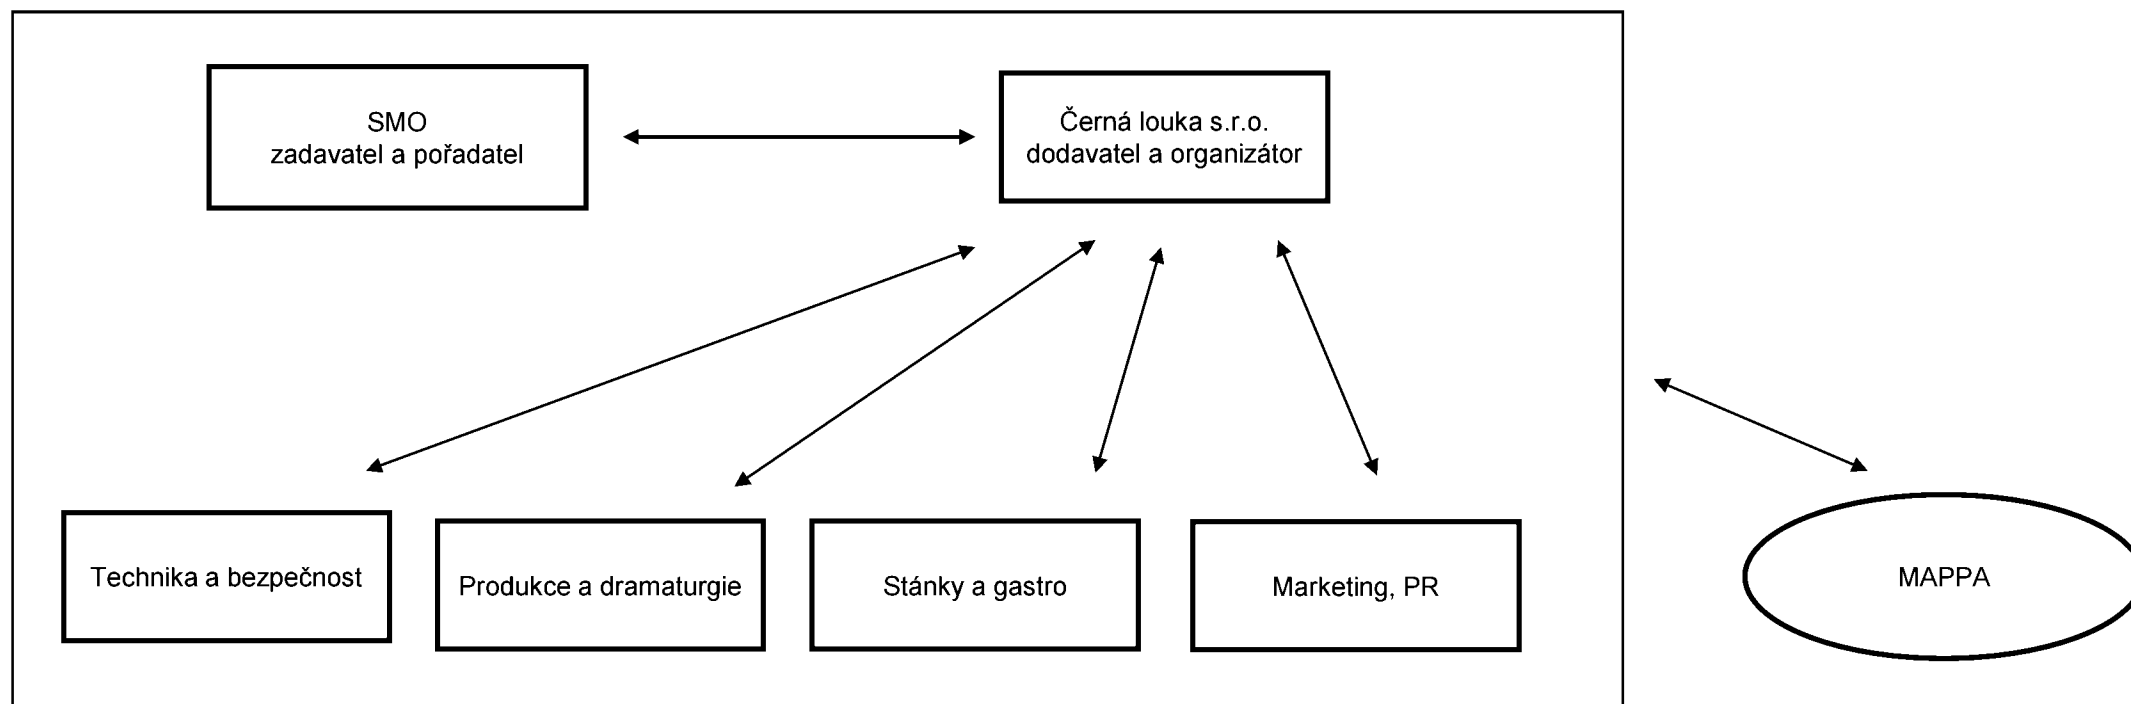 SMO
zadavatel a pořadatel
Černá louka s.r.o.
dodavatel a organizátor
Technika a bezpečnost
Produkce a dramaturgie
Stánky a gastro
Marketing, PR
MAPPA